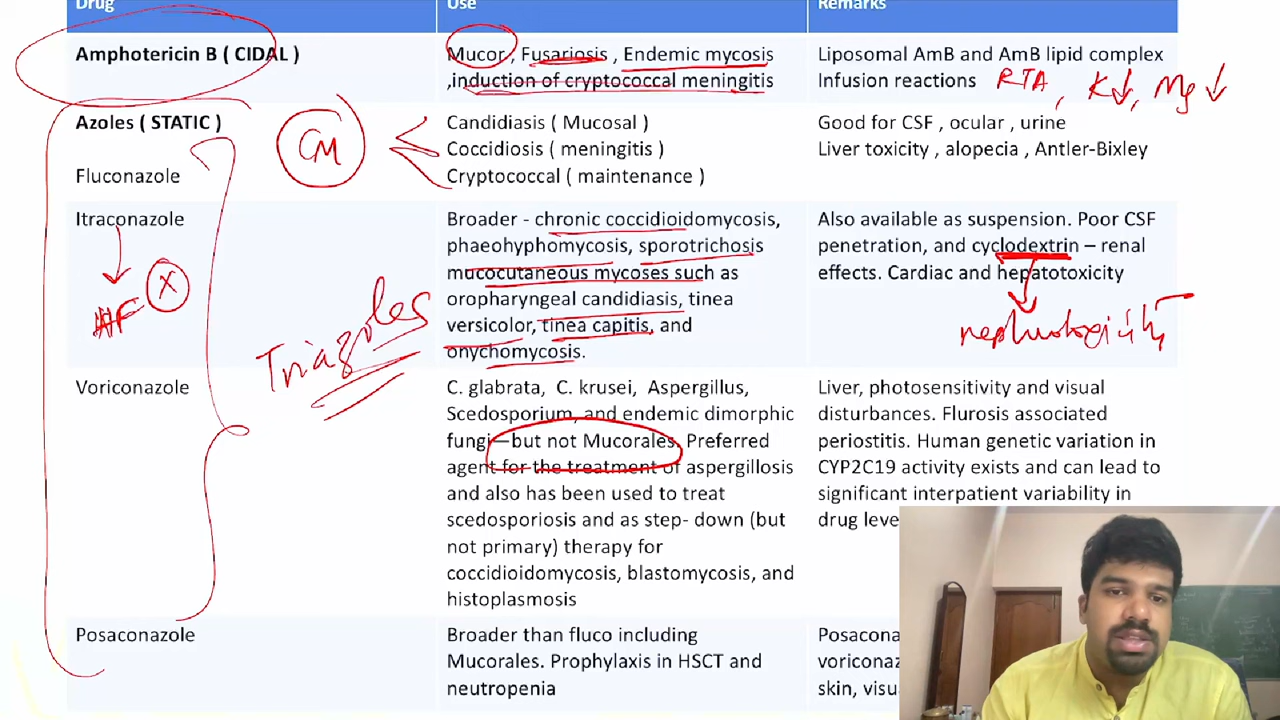 Drug Use Remarks
Amphotericin B ( CIDAL )
Mucor , Fusariosis , Endemic mycosis
,induction of cryptococcal meningitis
Liposomal AmB and AmB lipid complex
Infusion reactions RTA , K↓, Mg↓
Azoles ( STATIC )
Fluconazole
CM
Candidiasis ( Mucosal )
Coccidiosis ( meningitis )
Cryptococcal ( maintenance )
Good for CSF , ocular , urine
Liver toxicity , alopecia , Antler-Bixley
Itraconazole
HF X
Triazoles
Broader - chronic coccidioidomycosis,
phaeohyphomycosis, sporotrichosis
mucocutaneous mycoses such as
oropharyngeal candidiasis, tinea
versicolor, tinea capitis, and
onychomycosis.
Also available as suspension. Poor CSF
penetration, and cyclodextrin – renal
effects. Cardiac and hepatotoxicity
Voriconazole
C. glabrata, C. krusei, Aspergillus,
Scedosporium, and endemic dimorphic
fungi—but not Mucorales. Preferred
agent for the treatment of aspergillosis
and also has been used to treat
scedosporiosis and as step- down (but
not primary) therapy for
coccidioidomycosis, blastomycosis, and
histoplasmosis
Liver, photosensitivity and visual
disturbances. Flurosis associated
periostitis. Human genetic variation in
CYP2C19 activity exists and can lead to
significant interpatient variability in
drug leve
Posaconazole
Broader than fluco including
Mucorales. Prophylaxis in HSCT and
neutropenia
Posacona
voriconaz
skin, visu